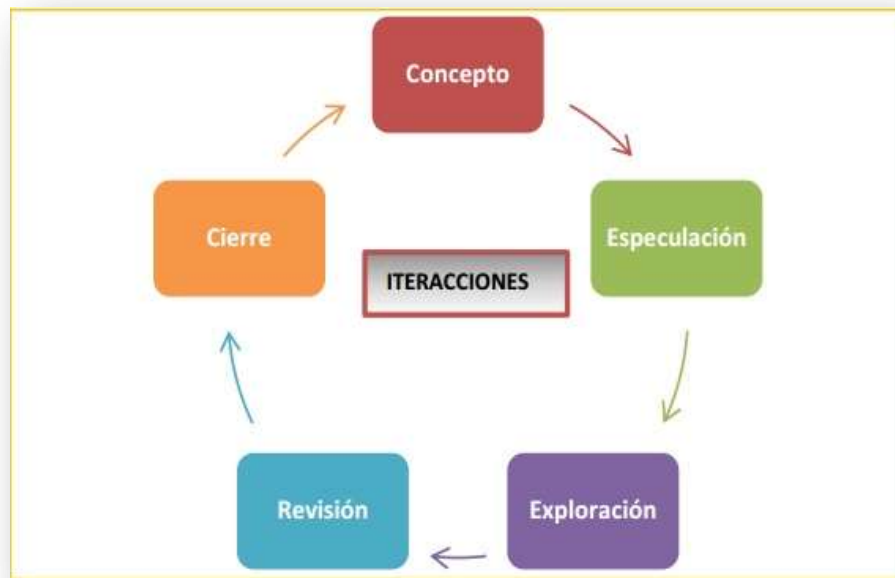 Concepto
Especulación
Exploración
Revisión
Cierre
ITERACCIONES